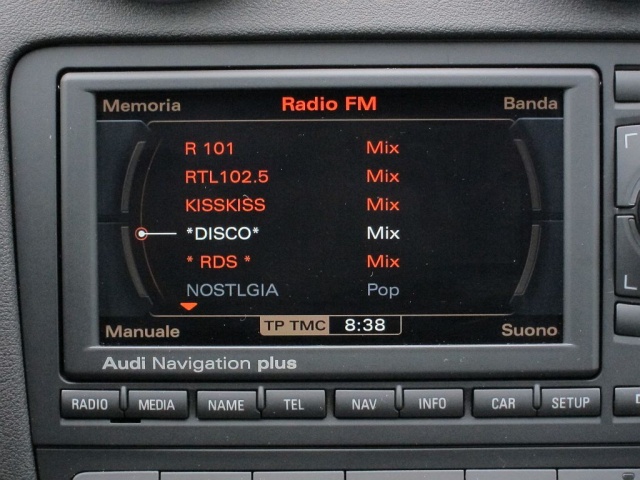 Memoria Radio FM Banda
R 101 Mix
RTL102.5 Mix
KISSKISS Mix
*DISCO* Mix
* RDS * Mix
NOSTLGIA Pop
Manuale TP TMC 8:38 Suono
Audi Navigation plus
RADIO MEDIA NAME TEL NAV INFO CAR SETUP